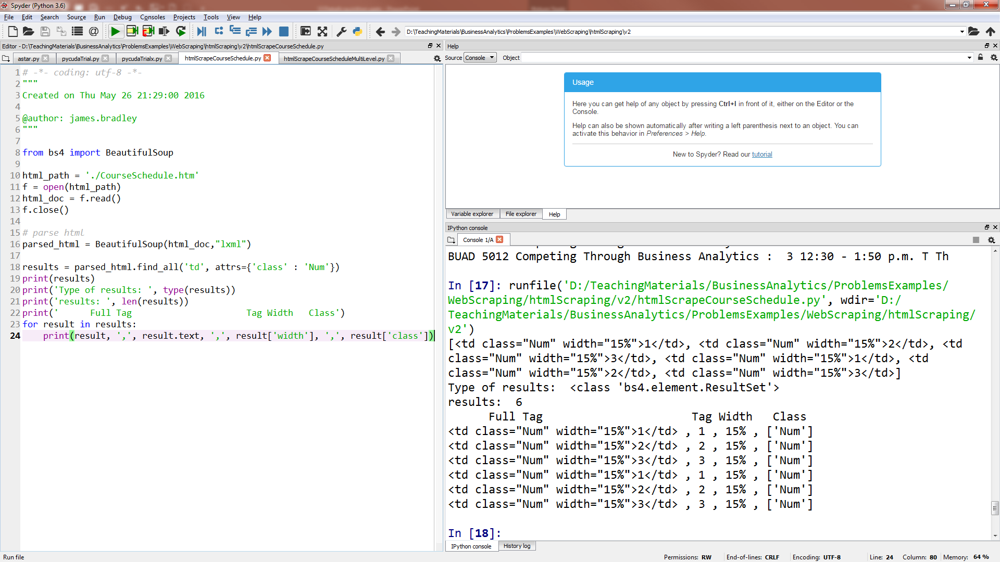 Spyder (Python 3.6)
File Edit Search Source Run Debug Consoles Projects Tools View Help
D:\TeachingMaterials\BusinessAnalytics\ProblemsExamples\WebScraping\htmlScraping\v2
Editor - D:\TeachingMaterials\BusinessAnalytics\ProblemsExamples\WebScraping\htmlScraping\v2\htmlScrapeCourseSchedule.py
astar.py pycudaTrial.py pycudaTrialx.py htmlScrapeCourseSchedule.py htmlScrapeCourseScheduleMultiLevel.py
1 # -*- coding: utf-8 -*-
2 """
3 Created on Thu May 26 21:29:00 2016
4
5 @author: james.bradley
6 """
7
8 from bs4 import BeautifulSoup
9
10 html_path = './CourseSchedule.htm'
11 f = open(html_path)
12 html_doc = f.read()
13 f.close()
14
15 # parse html
16 parsed_html = BeautifulSoup(html_doc,"lxml")
17
18 results = parsed_html.find_all('td', attrs={'class' : 'Num'})
19 print(results)
20 print('Type of results: ', type(results))
21 print('results: ', len(results))
22 print('      Full Tag                      Tag Width   Class')
23 for result in results:
24     print(result, ',', result.text, ',', result['width'], ',', result['class'])
Help
Source Console Object
Usage
Here you can get help of any object by pressing Ctrl+I in front of it, either on the Editor or the
Console.
Help can also be shown automatically after writing a left parenthesis next to an object. You can
activate this behavior in Preferences > Help.
New to Spyder? Read our tutorial
Variable explorer File explorer Help
IPython console
Console 1/A
BUAD 5012 Competing Through Business Analytics :  3 12:30 - 1:50 p.m. T Th
In [17]: runfile('D:/TeachingMaterials/BusinessAnalytics/ProblemsExamples/
WebScraping/htmlScraping/v2/htmlScrapeCourseSchedule.py', wdir='D:/
TeachingMaterials/BusinessAnalytics/ProblemsExamples/WebScraping/htmlScraping/
v2')
[<td class="Num" width="15%">1</td>, <td class="Num" width="15%">2</td>, <td
class="Num" width="15%">3</td>, <td class="Num" width="15%">1</td>, <td
class="Num" width="15%">2</td>, <td class="Num" width="15%">3</td>]
Type of results:  <class 'bs4.element.ResultSet'>
results:  6
      Full Tag                      Tag Width   Class
<td class="Num" width="15%">1</td> , 1 , 15% , ['Num']
<td class="Num" width="15%">2</td> , 2 , 15% , ['Num']
<td class="Num" width="15%">3</td> , 3 , 15% , ['Num']
<td class="Num" width="15%">1</td> , 1 , 15% , ['Num']
<td class="Num" width="15%">2</td> , 2 , 15% , ['Num']
<td class="Num" width="15%">3</td> , 3 , 15% , ['Num']
In [18]:
IPython console History log
Run file Permissions: RW End-of-lines: CRLF Encoding: UTF-8 Line: 24 Column: 80 Memory: 64 %